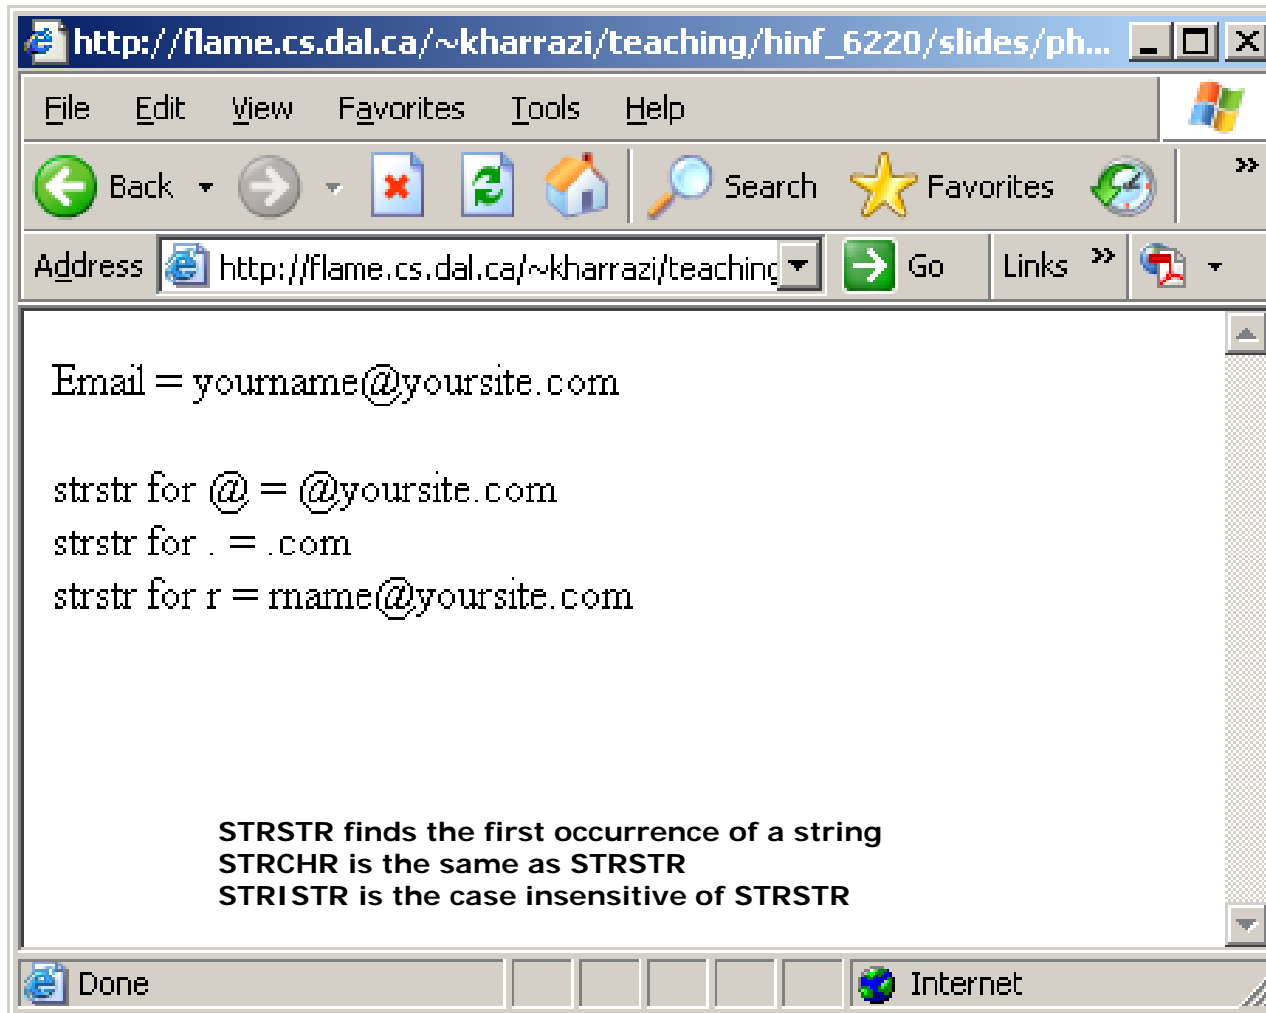 http://flame.cs.dal.ca/~kharrazi/teaching/hinf_6220/slides/ph...
File Edit View Favorites Tools Help
Back Search Favorites »
Address http://flame.cs.dal.ca/~kharrazi/teaching Go Links »
Email = yourname@yoursite.com
strstr for @ = @yoursite.com
strstr for . = .com
strstr for r = rname@yoursite.com
STRSTR finds the first occurrence of a string
STRCHR is the same as STRSTR
STRISTR is the case insensitive of STRSTR
Done Internet